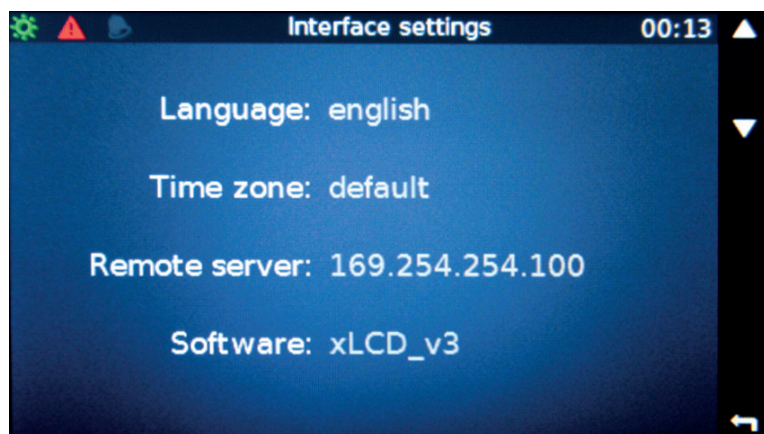 Interface settings 00:13
Language: english
Time zone: default
Remote server: 169.254.254.100
Software: xLCD_v3